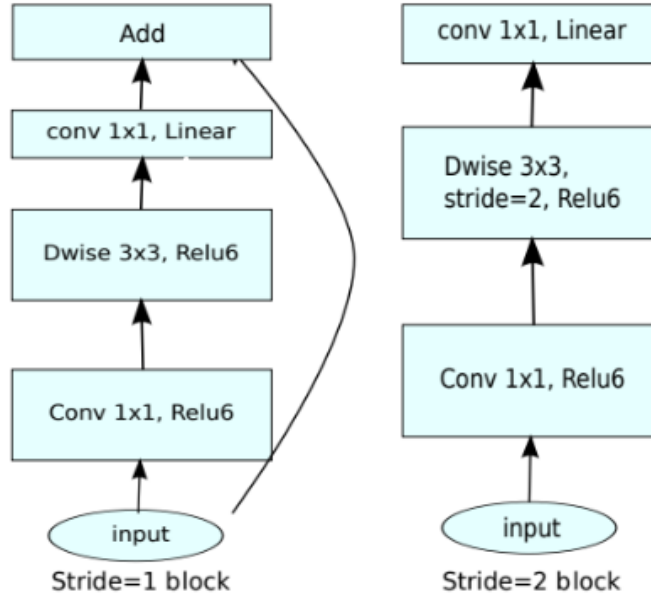 Add
conv 1x1, Linear
Dwise 3x3, Relu6
Conv 1x1, Relu6
input
Stride=1 block
conv 1x1, Linear
Dwise 3x3,
stride=2, Relu6
Conv 1x1, Relu6
input
Stride=2 block